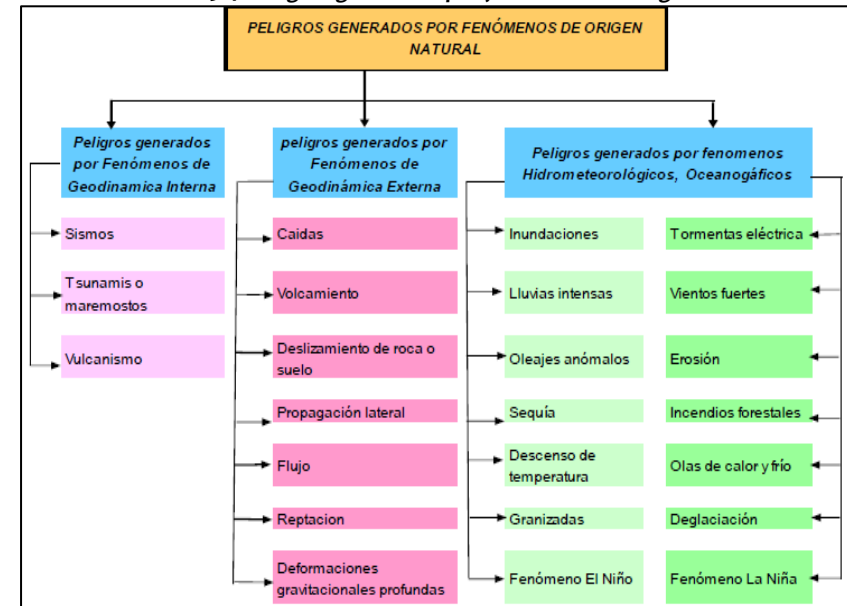 PELIGROS GENERADOS POR FENÓMENOS DE ORIGEN
NATURAL
Peligros generados
por Fenómenos de
Geodinamica Interna
Sismos
Tsunamis o
maremostos
Vulcanismo
peligros generados por
Fenómenos de
Geodinámica Externa
Caidas
Volcamiento
Deslizamiento de roca o
suelo
Propagación lateral
Flujo
Reptacion
Deformaciones
gravitacionales profundas
Peligros generados por fenomenos
Hidrometeorológicos, Oceanogáficos
Inundaciones
Lluvias intensas
Oleajes anómalos
Sequía
Descenso de
temperatura
Granizadas
Fenómeno El Niño
Tormentas eléctrica
Vientos fuertes
Erosión
Incendios forestales
Olas de calor y frío
Deglaciación
Fenómeno La Niña